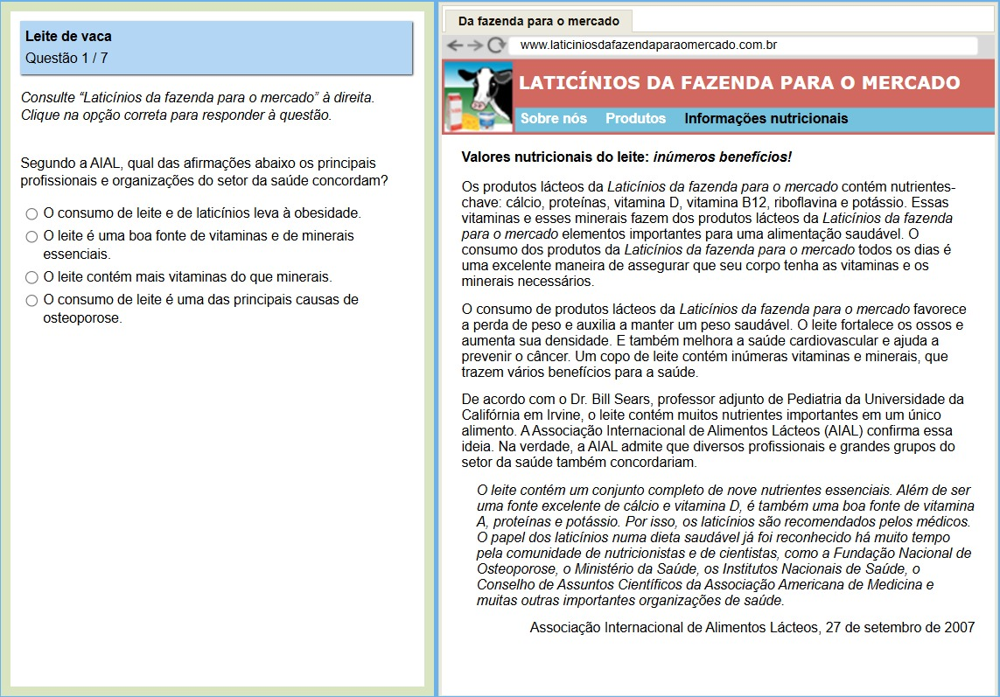 Leite de vaca
Questão 1 / 7
Consulte “Laticínios da fazenda para o mercado” à direita.
Clique na opção correta para responder à questão.
Segundo a AIAL, qual das afirmações abaixo os principais
profissionais e organizações do setor da saúde concordam?
O consumo de leite e de laticínios leva à obesidade.
O leite é uma boa fonte de vitaminas e de minerais
essenciais.
O leite contém mais vitaminas do que minerais.
O consumo de leite é uma das principais causas de
osteoporose.
Da fazenda para o mercado
www.laticiniosdafazendaparaomercado.com.br
LATICÍNIOS DA FAZENDA PARA O MERCADO
Sobre nós Produtos Informações nutricionais
Valores nutricionais do leite: inúmeros benefícios!
Os produtos lácteos da Laticínios da fazenda para o mercado contém nutrientes-
chave: cálcio, proteínas, vitamina D, vitamina B12, riboflavina e potássio. Essas
vitaminas e esses minerais fazem dos produtos lácteos da Laticínios da fazenda
para o mercado elementos importantes para uma alimentação saudável. O
consumo dos produtos da Laticínios da fazenda para o mercado todos os dias é
uma excelente maneira de assegurar que seu corpo tenha as vitaminas e os
minerais necessários.
O consumo de produtos lácteos da Laticínios da fazenda para o mercado favorece
a perda de peso e auxilia a manter um peso saudável. O leite fortalece os ossos e
aumenta sua densidade. E também melhora a saúde cardiovascular e ajuda a
prevenir o câncer. Um copo de leite contém inúmeras vitaminas e minerais, que
trazem vários benefícios para a saúde.
De acordo com o Dr. Bill Sears, professor adjunto de Pediatria da Universidade da
Califórnia em Irvine, o leite contém muitos nutrientes importantes em um único
alimento. A Associação Internacional de Alimentos Lácteos (AIAL) confirma essa
ideia. Na verdade, a AIAL admite que diversos profissionais e grandes grupos do
setor da saúde também concordariam.
O leite contém um conjunto completo de nove nutrientes essenciais. Além de ser
uma fonte excelente de cálcio e vitamina D, é também uma boa fonte de vitamina
A, proteínas e potássio. Por isso, os laticínios são recomendados pelos médicos.
O papel dos laticínios numa dieta saudável já foi reconhecido há muito tempo
pela comunidade de nutricionistas e de cientistas, como a Fundação Nacional de
Osteoporose, o Ministério da Saúde, os Institutos Nacionais de Saúde, o
Conselho de Assuntos Científicos da Associação Americana de Medicina e
muitas outras importantes organizações de saúde.
Associação Internacional de Alimentos Lácteos, 27 de setembro de 2007